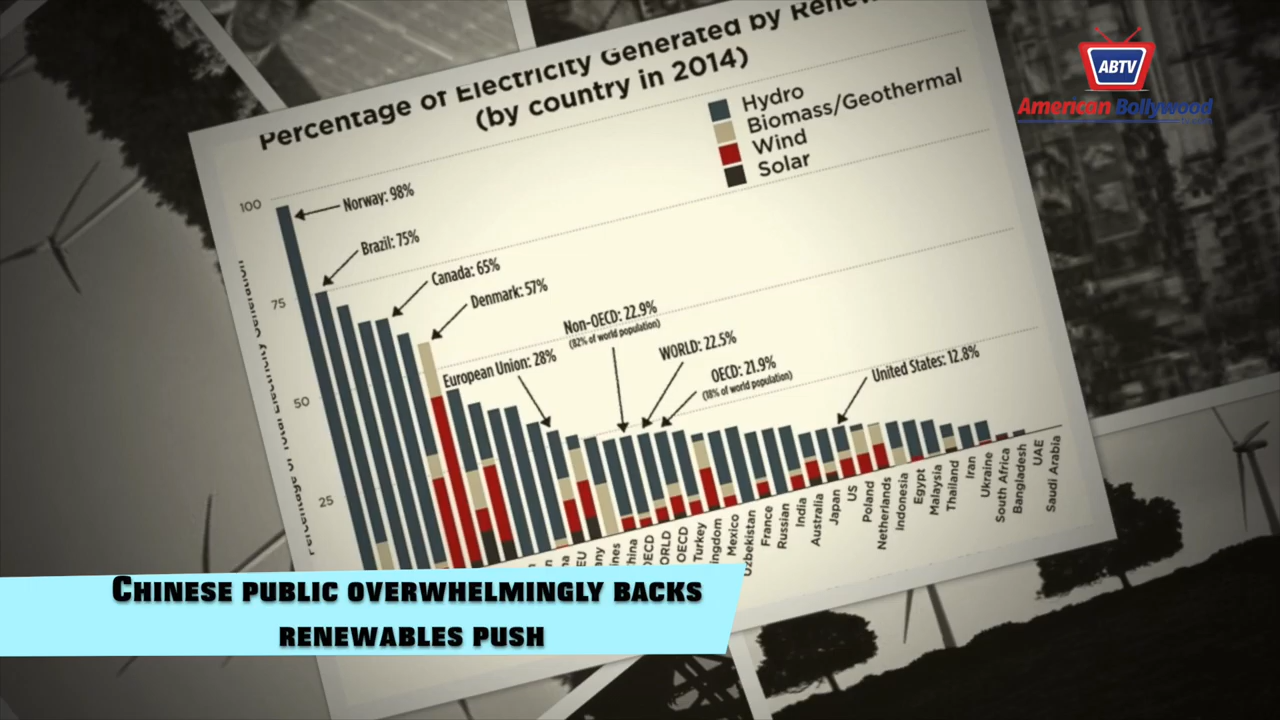 ABTV
American Bollywood
Percentage of Electricity Generated by
(by country in 2014)
Hydro
Biomass/Geothermal
Wind
Solar
100
75
50
25
Norway: 98%
Brazil: 75%
Canada: 65%
Denmark: 57%
European Union: 28%
Non-OECD: 22.9%
(82% of world population)
WORLD: 22.5%
OECD: 21.9%
(18% of world population)
United States: 12.8%
EU
OECD
Turkey
Mexico
Uzbekistan
France
Russian
India
Australia
Japan
US
Poland
Netherlands
Indonesia
Egypt
Malaysia
Thailand
Iran
Ukraine
South Africa
Bangladesh
UAE
Saudi Arabia
CHINESE PUBLIC OVERWHELMINGLY BACKS
RENEWABLES PUSH